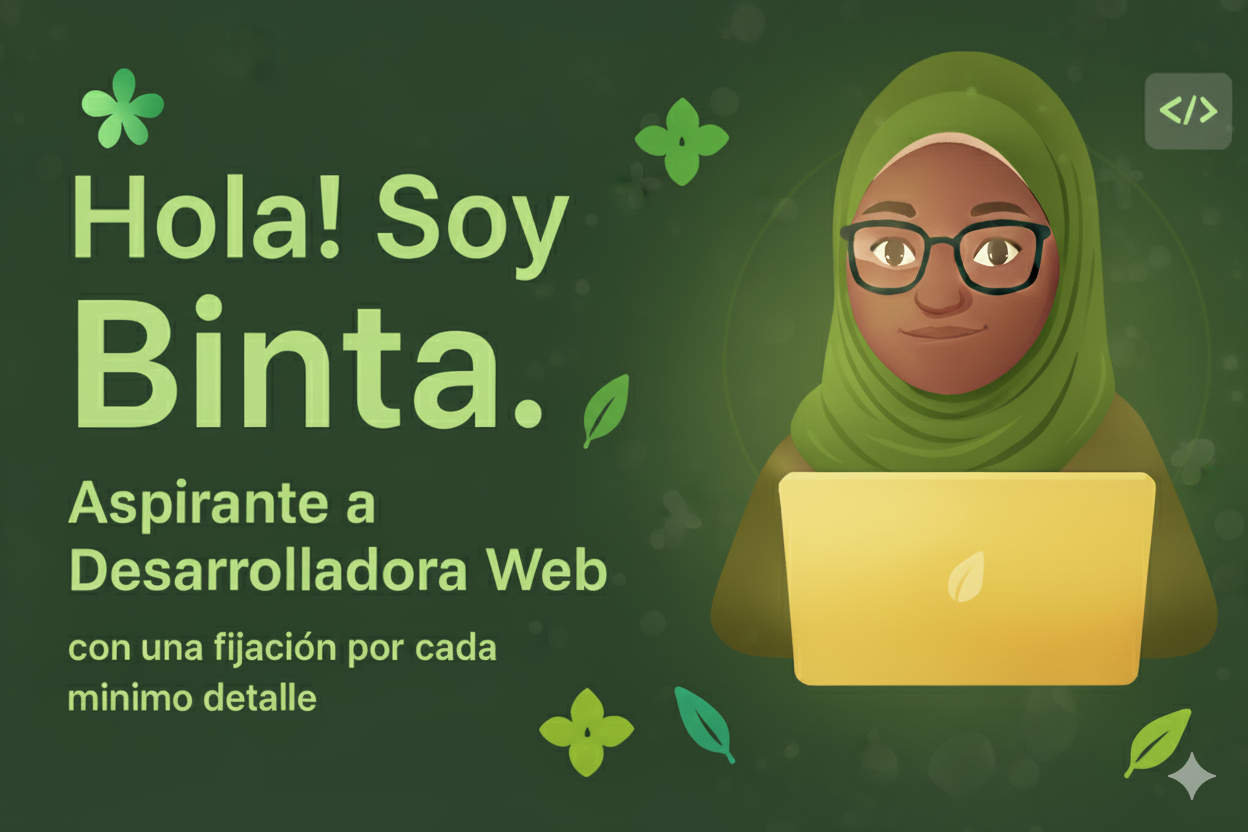 Hola! Soy
Binta.
Aspirante a
Desarrolladora Web
con una fijación por cada
minimo detalle
</>